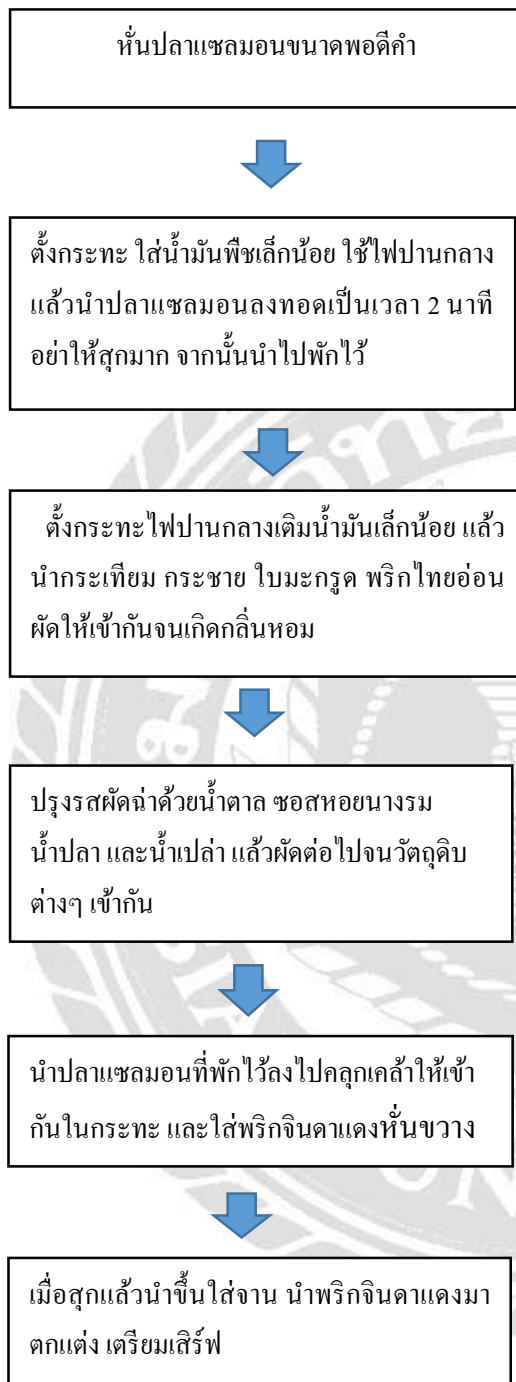 หั่นปลาแซลมอนขนาดพอดีคำ
ตั้งกระทะ ใส่น้ำมันพืชเล็กน้อย ใช้ไฟปานกลาง
แล้วนำปลาแซลมอนลงทอดเป็นเวลา 2 นาที
อย่าให้สุกมาก จากนั้นนำไปพักไว้
ตั้งกระทะไฟปานกลางเติมน้ำมันเล็กน้อย แล้ว
นำกระเทียม กระชาย ใบมะกรูด พริกไทยอ่อน
ผัดให้เข้ากันจนเกิดกลิ่นหอม
ปรุงรสผัดฉ่าด้วยน้ำตาล ซอสหอยนางรม
น้ำปลา และน้ำเปล่า แล้วผัดต่อไปจนวัตถุดิบ
ต่างๆ เข้ากัน
นำปลาแซลมอนที่พักไว้ลงไปคลุกเคล้าให้เข้า
กันในกระทะ และใส่พริกจินดาแดงหั่นขวาง
เมื่อสุกแล้วนำขึ้นใส่จาน นำพริกจินดาแดงมา
ตกแต่ง เตรียมเสิร์ฟ